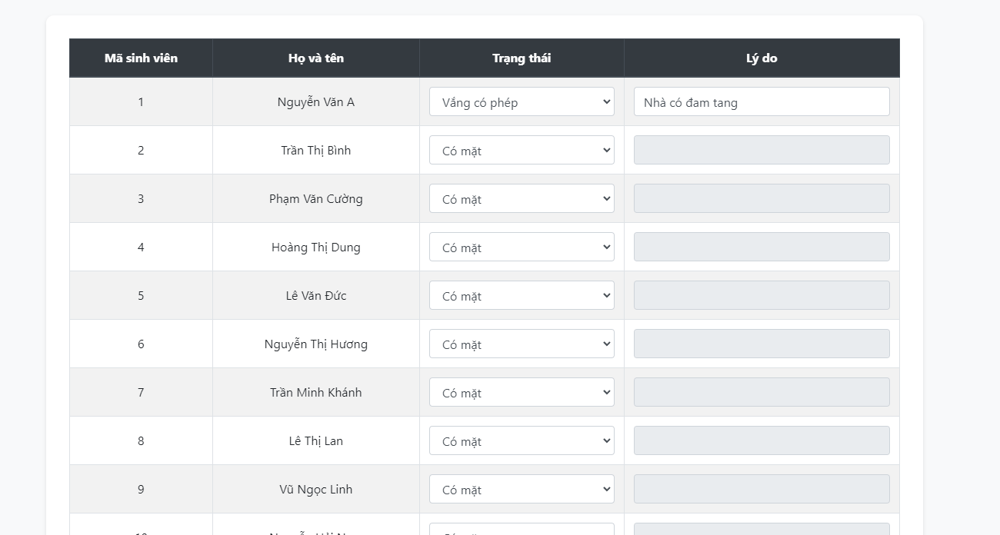 Mã sinh viên Họ và tên Trạng thái Lý do
1 Nguyễn Văn A Vắng có phép Nhà có đam tang
2 Trần Thị Bình Có mặt
3 Phạm Văn Cường Có mặt
4 Hoàng Thị Dung Có mặt
5 Lê Văn Đức Có mặt
6 Nguyễn Thị Hương Có mặt
7 Trần Minh Khánh Có mặt
8 Lê Thị Lan Có mặt
9 Vũ Ngọc Linh Có mặt